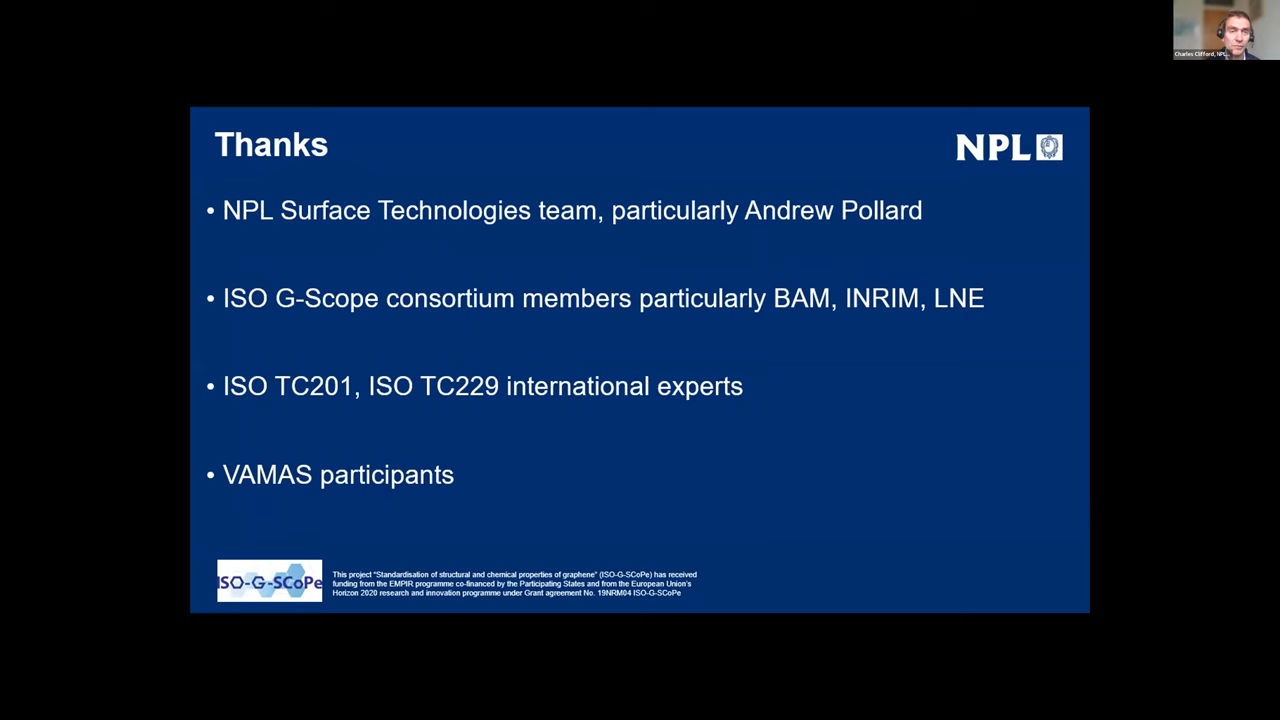 Charles Clifford, NPL...
Thanks
NPL
• NPL Surface Technologies team, particularly Andrew Pollard
• ISO G-Scope consortium members particularly BAM, INRIM, LNE
• ISO TC201, ISO TC229 international experts
• VAMAS participants
ISO-G-SCoPe
This project “Standardisation of structural and chemical properties of graphene” (ISO-G-SCoPe) has received
funding from the EMPIR programme co-financed by the Participating States and from the European Union’s
Horizon 2020 research and innovation programme under Grant agreement No. 19NRM04 ISO-G-SCoPe